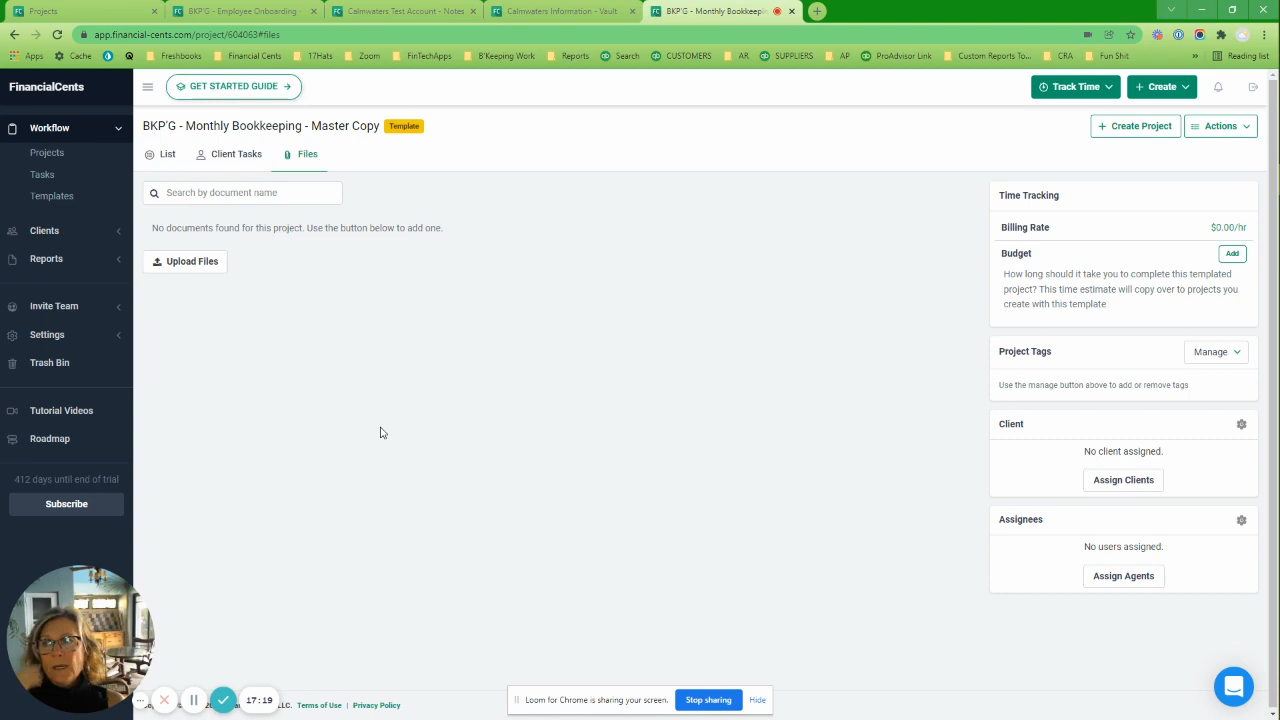 FC Projects
FC BKP'G - Employee Onboarding -
FC Calmwaters Test Account - Notes
FC Calmwaters Information - Vault
FC BKP'G - Monthly Bookkeepin
app.financial-cents.com/project/604063#files
Apps
Cache
Freshbooks
Financial Cents
17Hats
Zoom
FinTechApps
B'Keeping Work
Reports
Search
CUSTOMERS
AR
SUPPLIERS
AP
ProAdvisor Link
Custom Reports To...
CRA
Fun Shit
»
Reading list
FinancialCents
GET STARTED GUIDE
Track Time
+ Create
Workflow
Projects
Tasks
Templates
Clients
Reports
Invite Team
Settings
Trash Bin
Tutorial Videos
Roadmap
412 days until end of trial
Subscribe
BKP'G - Monthly Bookkeeping - Master Copy
Template
+ Create Project
Actions
List
Client Tasks
Files
Search by document name
No documents found for this project. Use the button below to add one.
Upload Files
Time Tracking
Billing Rate
$0.00/hr
Budget
Add
How long should it take you to complete this templated
project? This time estimate will copy over to projects you
create with this template
Project Tags
Manage
Use the manage button above to add or remove tags
Client
No client assigned.
Assign Clients
Assignees
No users assigned.
Assign Agents
17:19
LLC.
Terms of Use | Privacy Policy
Loom for Chrome is sharing your screen.
Stop sharing
Hide